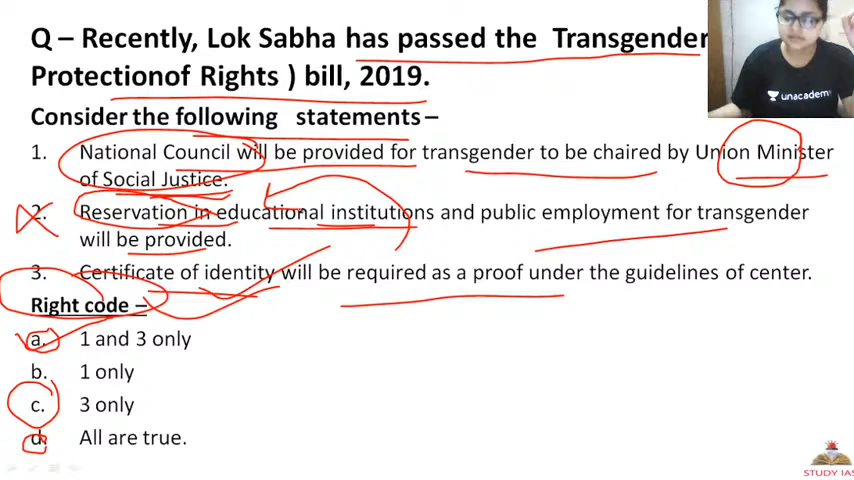 Q – Recently, Lok Sabha has passed the Transgender
Protectionof Rights ) bill, 2019.
unacademy
Consider the following statements –
1. National Council will be provided for transgender to be chaired by Union Minister
of Social Justice.
2. Reservation in educational institutions and public employment for transgender
will be provided.
3. Certificate of identity will be required as a proof under the guidelines of center.
Right code –
a. 1 and 3 only
b. 1 only
c. 3 only
d. All are true.
STUDY IAS